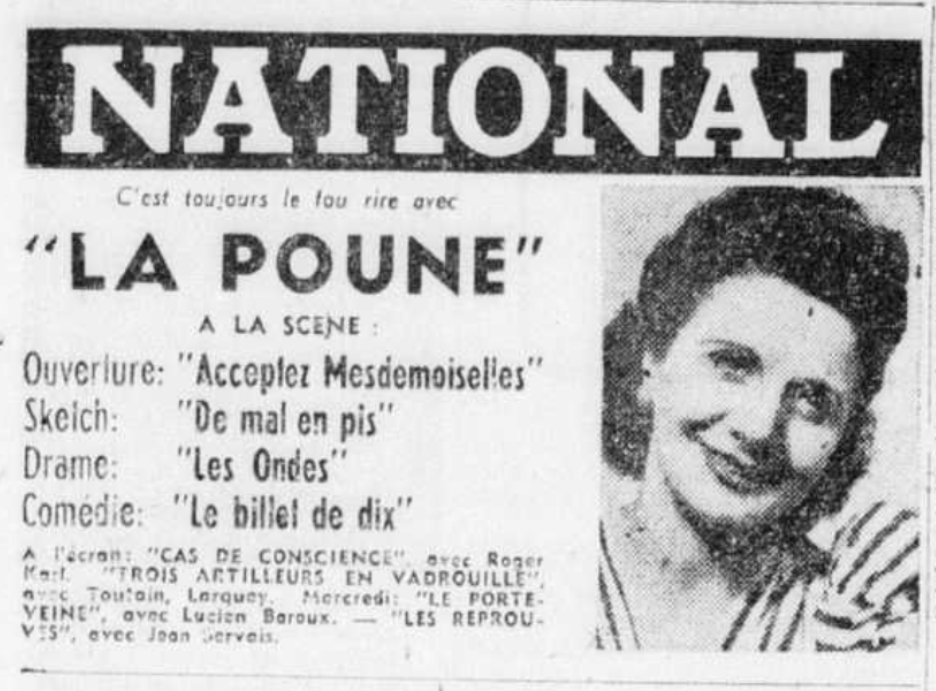 NATIONAL
C'est toujours le fou rire avec
"LA POUNE"
A LA SCENE :
Ouverture: "Acceptez Mesdemoiselles"
Sketch: "De mal en pis"
Drame: "Les Ondes"
Comédie: "Le billet de dix"
A l'écran: "CAS DE CONSCIENCE", avec Roger
Karl. "TROIS ARTILLEURS EN VADROUILLE",
avec Toutain, Larquey. Mercredi: "LE PORTE-
VEINE", avec Lucien Baroux. — "LES REPROU-
VES", avec Jean Servais.